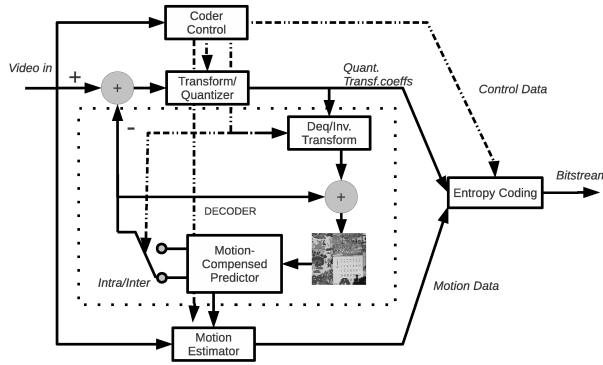 Coder
Control
Video in
+
+
Transform/
Quantizer
Quant.
Transf.coeffs
Control Data
-
Deq/Inv.
Transform
Bitstream
Entropy Coding
+
DECODER
Motion-
Compensed
Predictor
Intra/Inter
Motion Data
Motion
Estimator